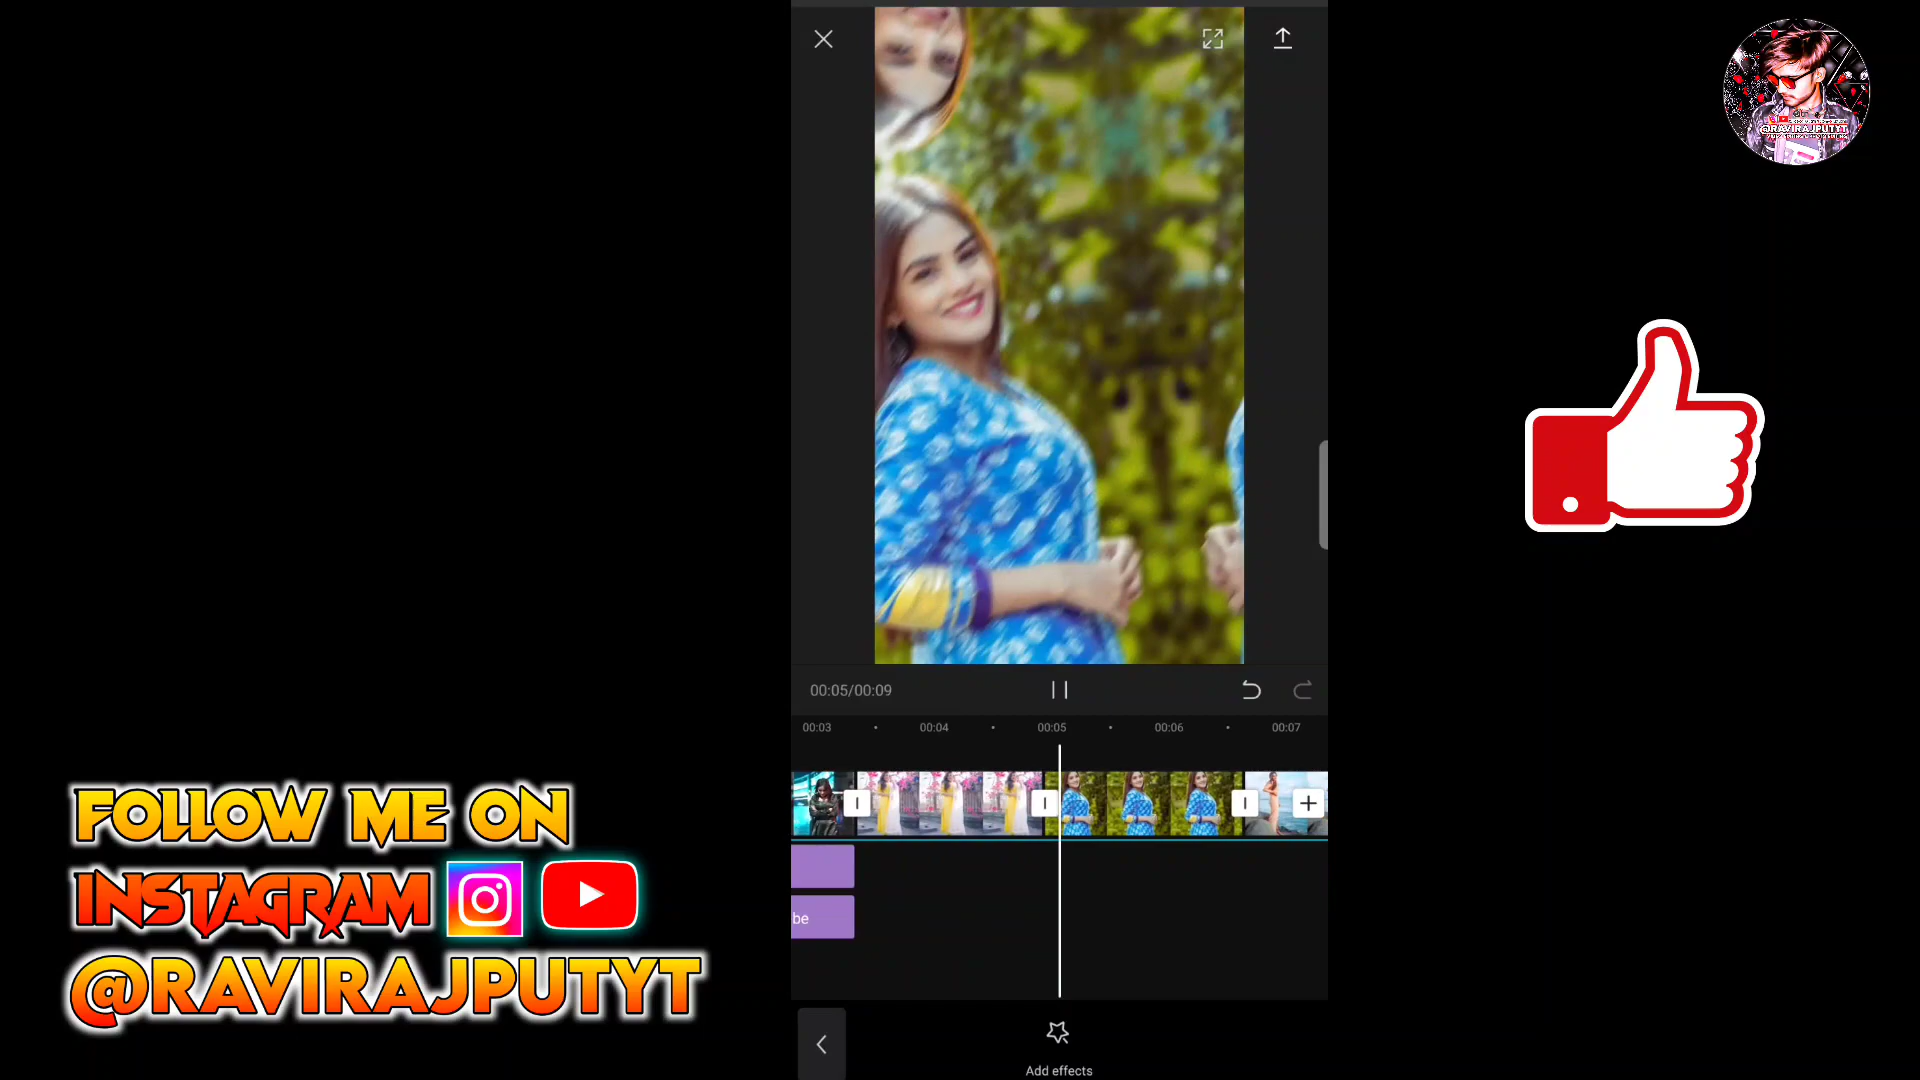 @RAVIRAJPUTYT
00:05/00:09
00:03 00:04 00:05 00:06 00:07
be
FOLLOW ME ON
INSTAGRAM
@RAVIRAJPUTYT
Add effects